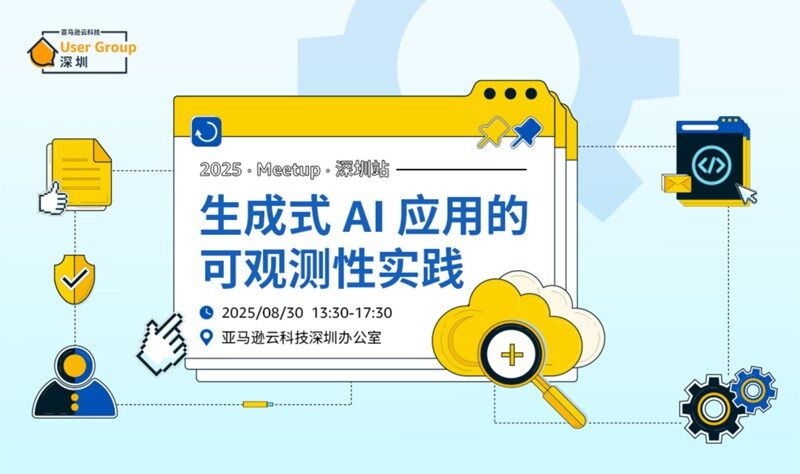 亚马逊云科技
User Group
深圳
2025 · Meetup · 深圳站
生成式 AI 应用的
可观测性实践
2025/08/30 13:30-17:30
亚马逊云科技深圳办公室